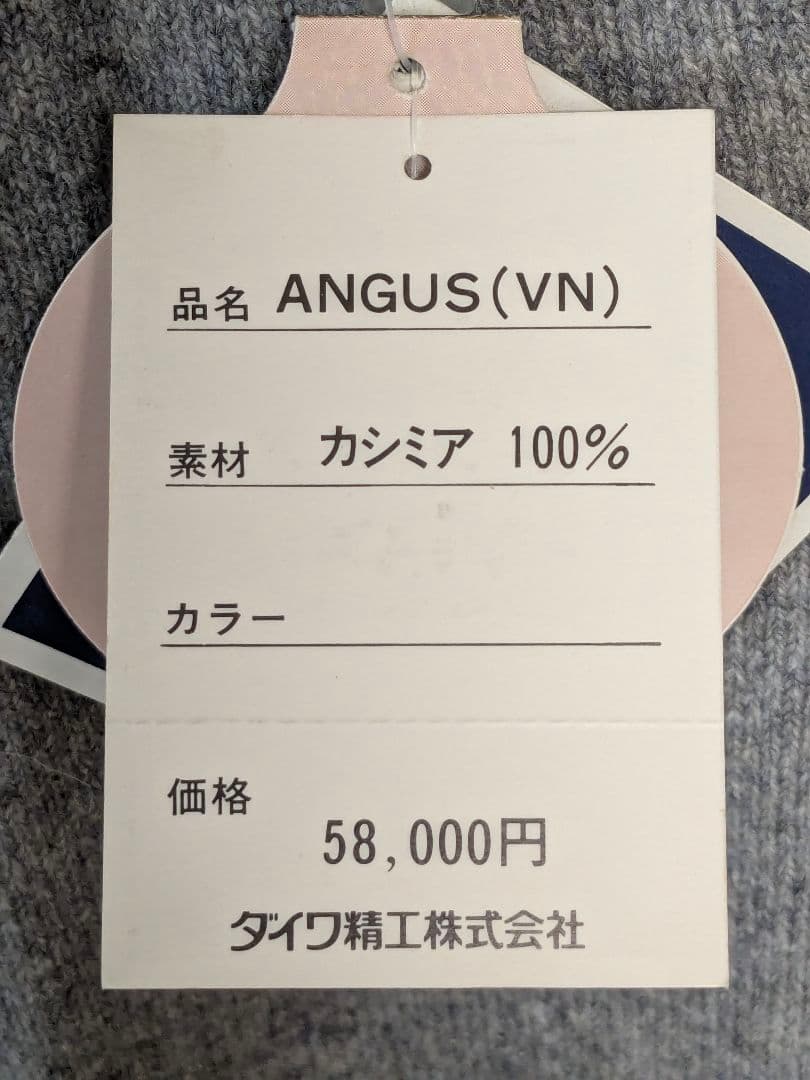 品名 ANGUS(VN)
素材 カシミア 100%
カラー
価格
58,000円
ダイワ精工株式会社